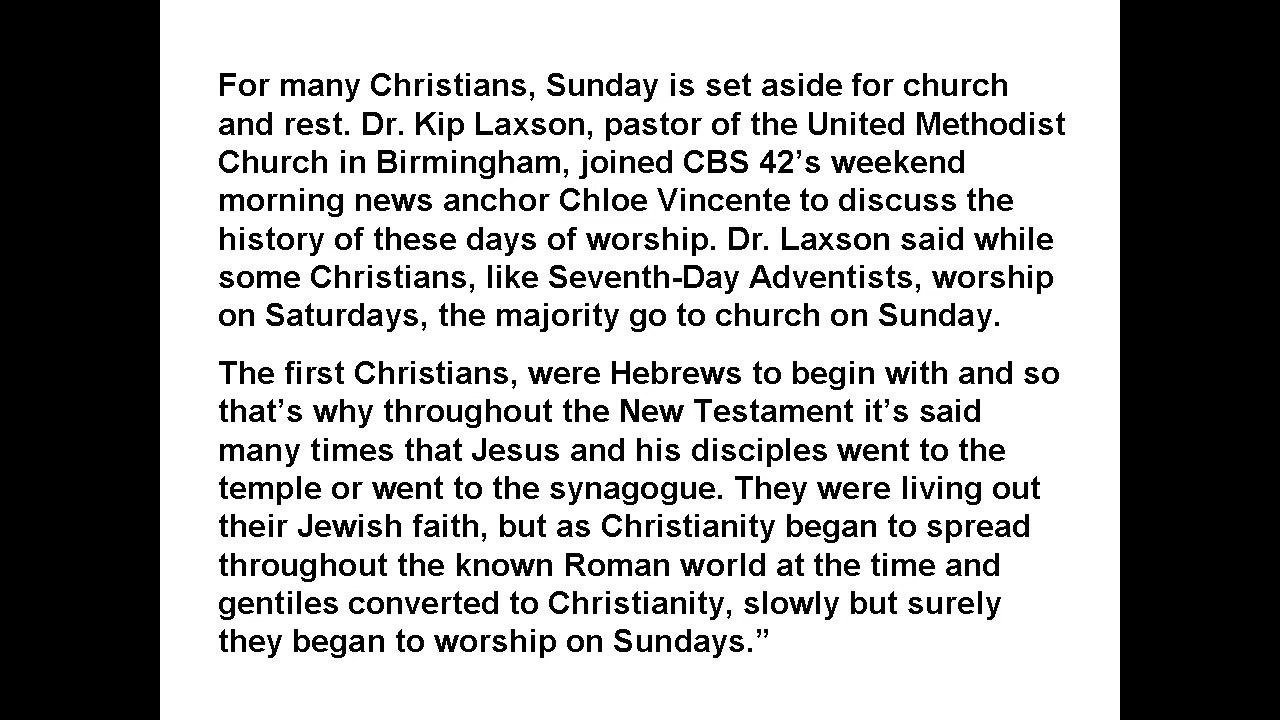 For many Christians, Sunday is set aside for church
and rest. Dr. Kip Laxson, pastor of the United Methodist
Church in Birmingham, joined CBS 42’s weekend
morning news anchor Chloe Vincente to discuss the
history of these days of worship. Dr. Laxson said while
some Christians, like Seventh-Day Adventists, worship
on Saturdays, the majority go to church on Sunday.
The first Christians, were Hebrews to begin with and so
that’s why throughout the New Testament it’s said
many times that Jesus and his disciples went to the
temple or went to the synagogue. They were living out
their Jewish faith, but as Christianity began to spread
throughout the known Roman world at the time and
gentiles converted to Christianity, slowly but surely
they began to worship on Sundays.”